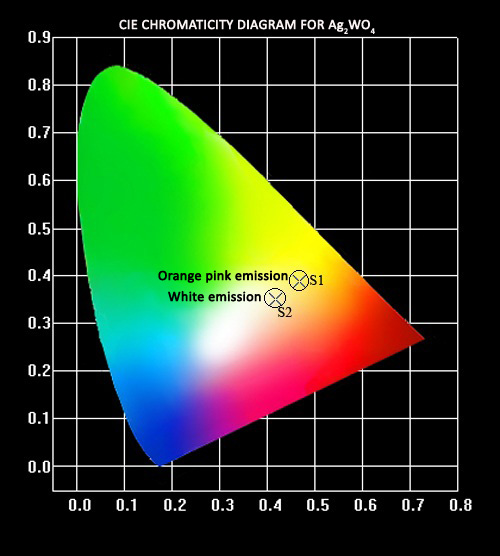 CIE CHROMATICITY DIAGRAM FOR Ag₂WO₄
0.9
0.8
0.7
0.6
0.5
0.4
0.3
0.2
0.1
0.0
Orange pink emission S1
White emission
S2
0.0 0.1 0.2 0.3 0.4 0.5 0.6 0.7 0.8